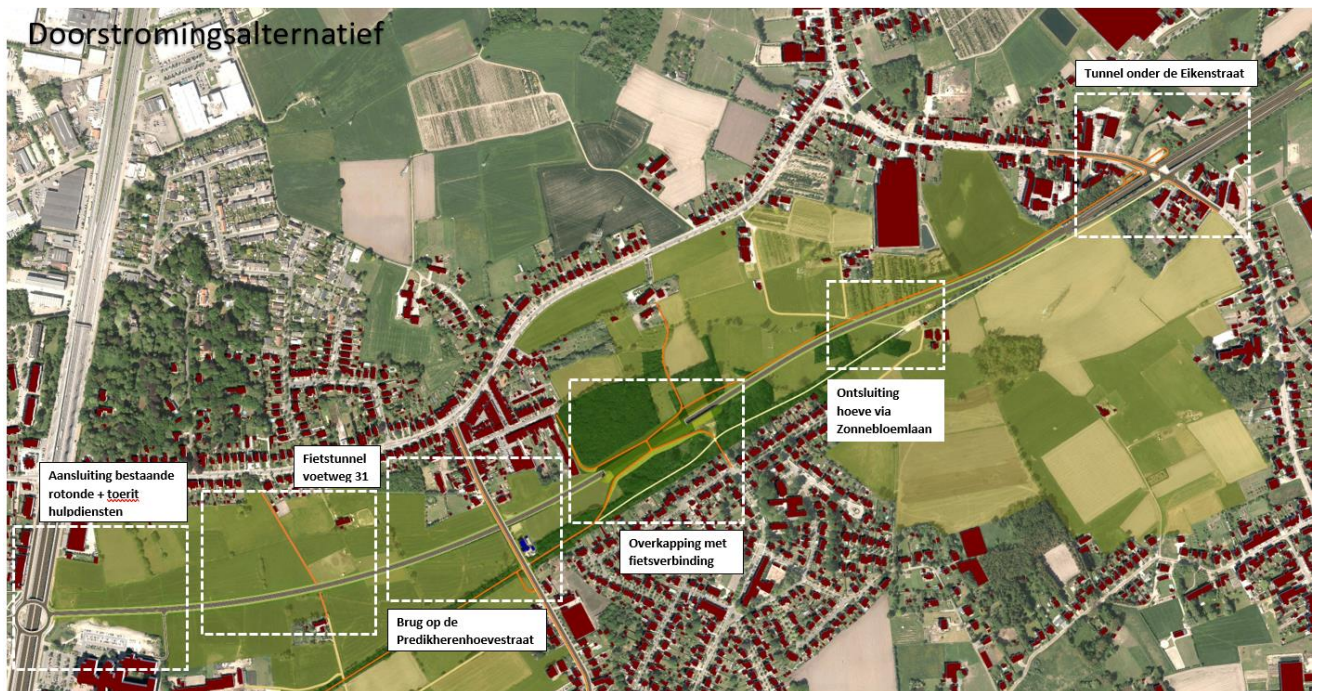 Doorstromingsalternatief
Tunnel onder de Eikenstraat
Ontsluiting
hoeve via
Zonnebloemlaan
Fietstunnel
voetweg 31
Aansluiting bestaande
rotonde + toerit
hulpdiensten
Overkapping met
fietsverbinding
Brug op de
Predikherenhoevestraat